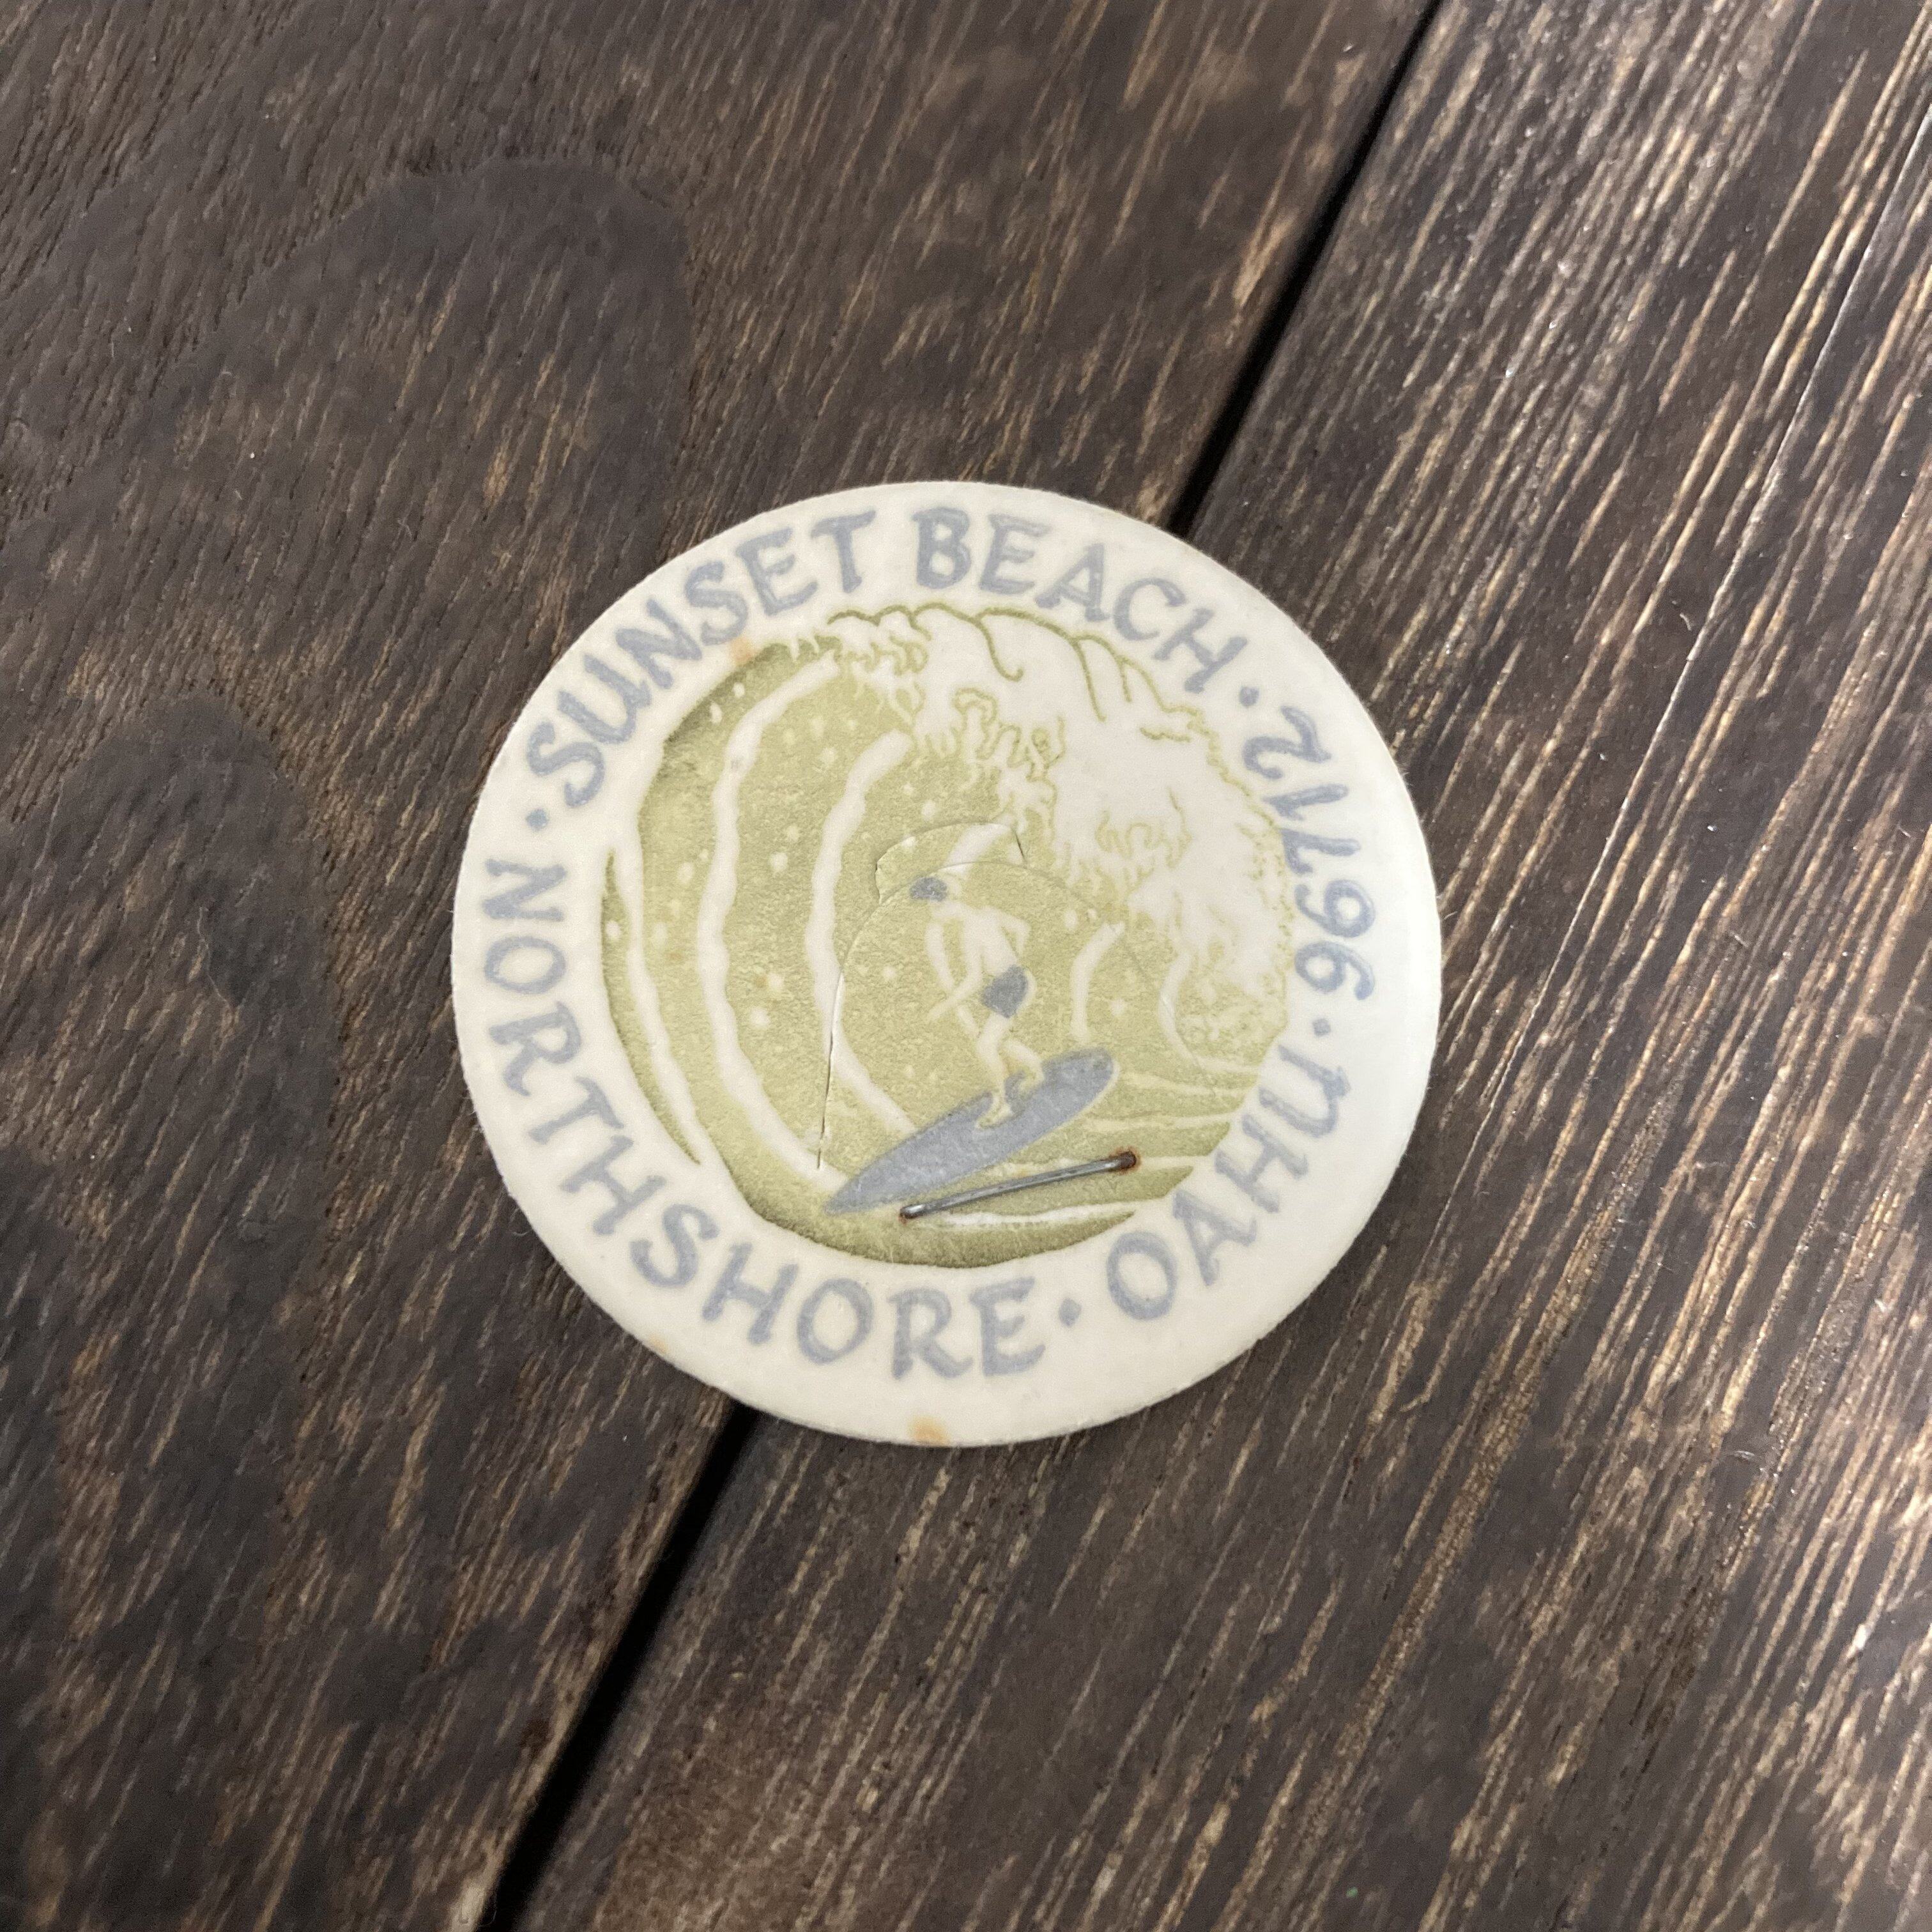 · SUNSET BEACH · 96712 · OAHU · NORTHSHORE